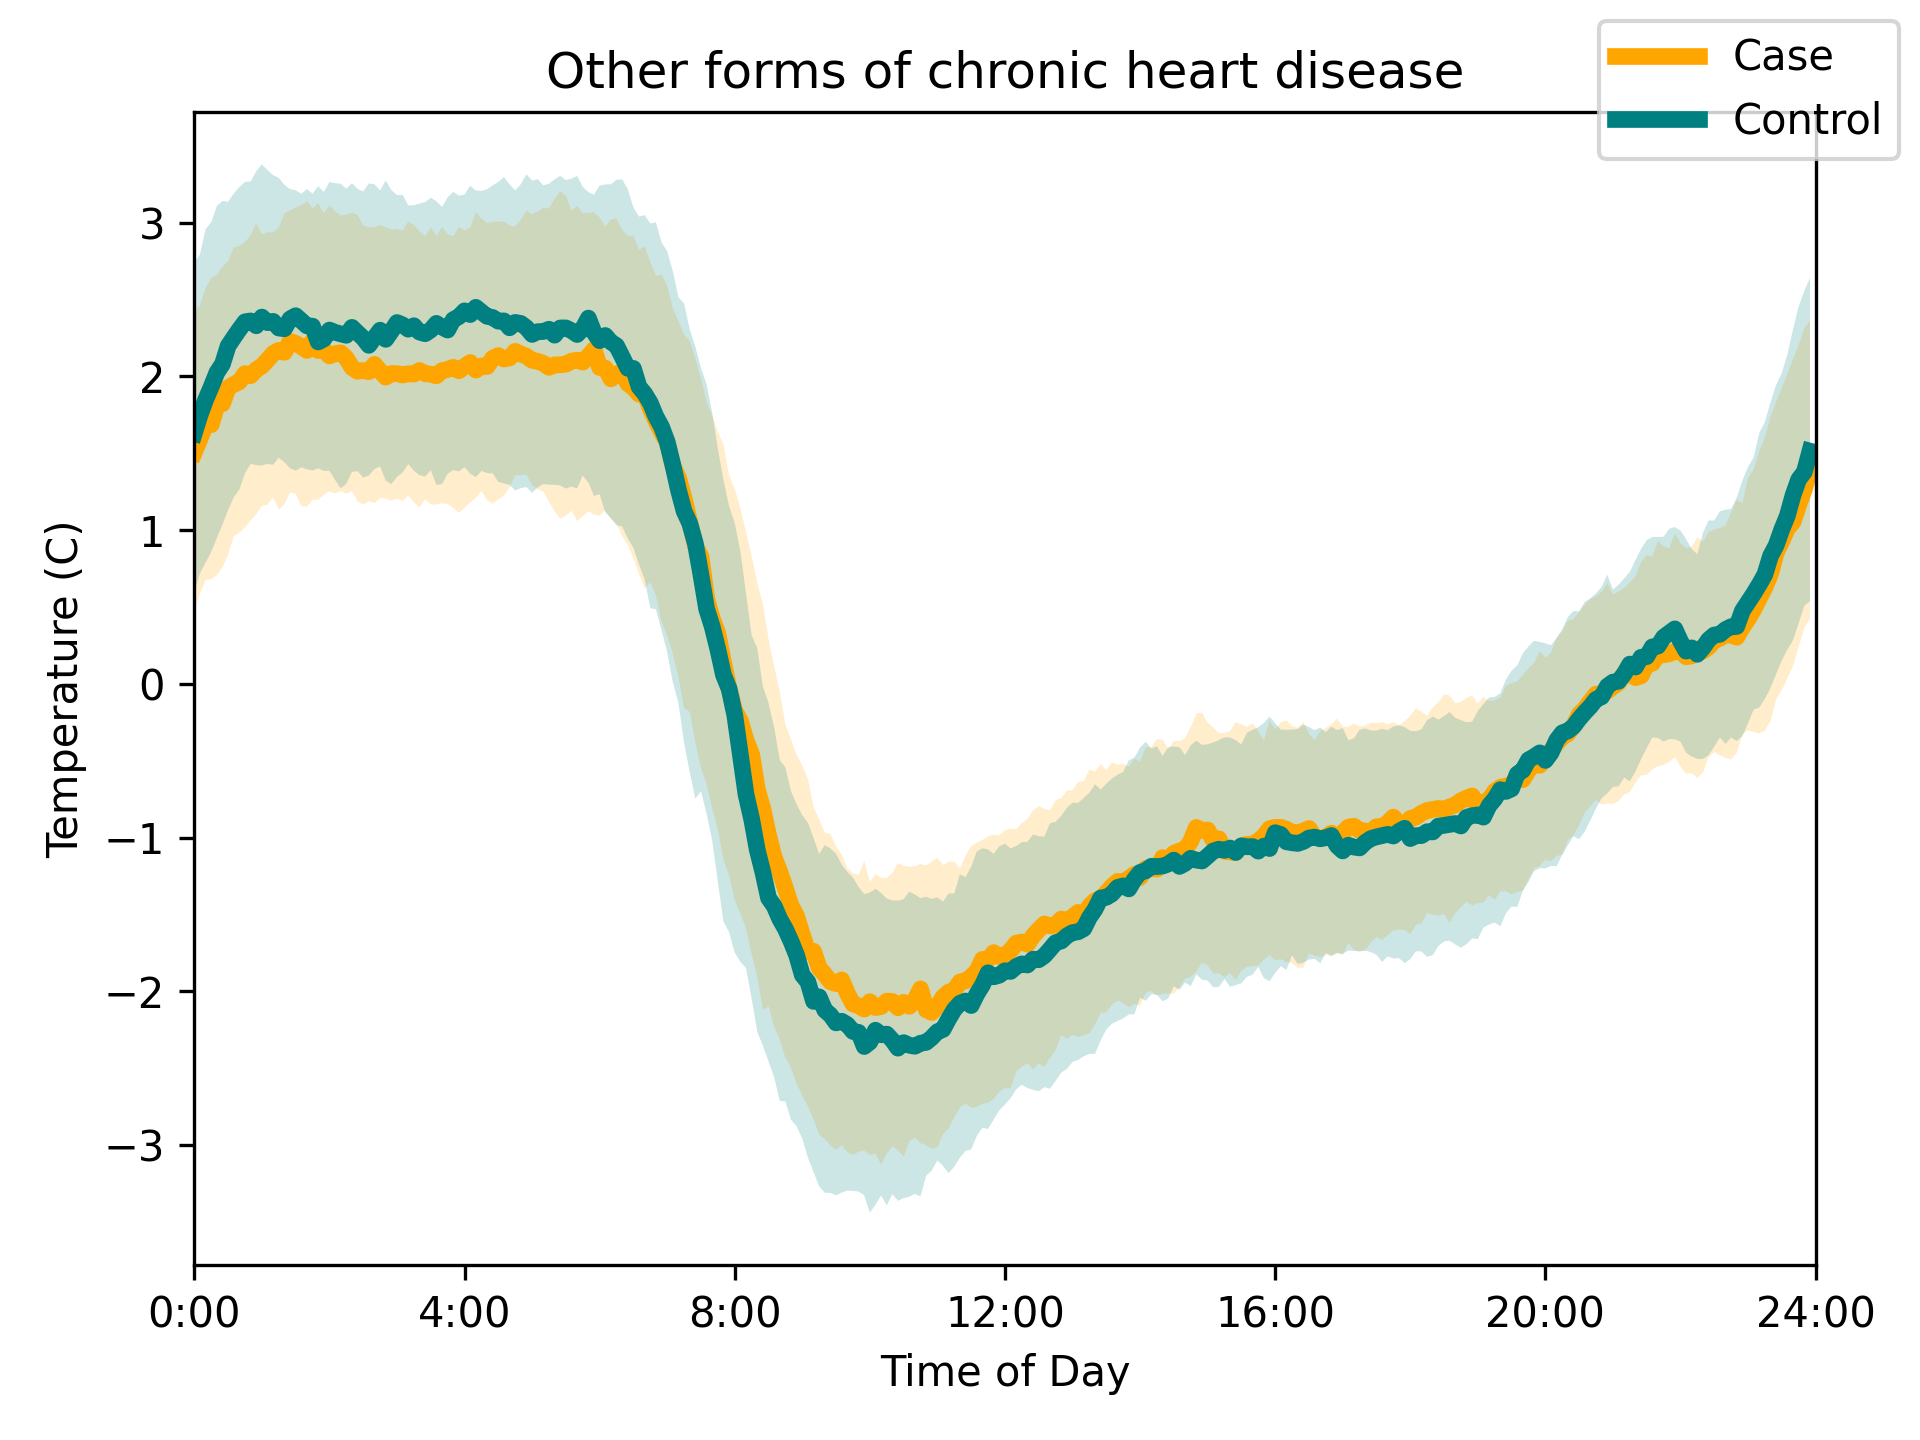 Other forms of chronic heart disease
Case
Control
Temperature (C)
3
2
1
0
−1
−2
−3
0:00 4:00 8:00 12:00 16:00 20:00 24:00
Time of Day